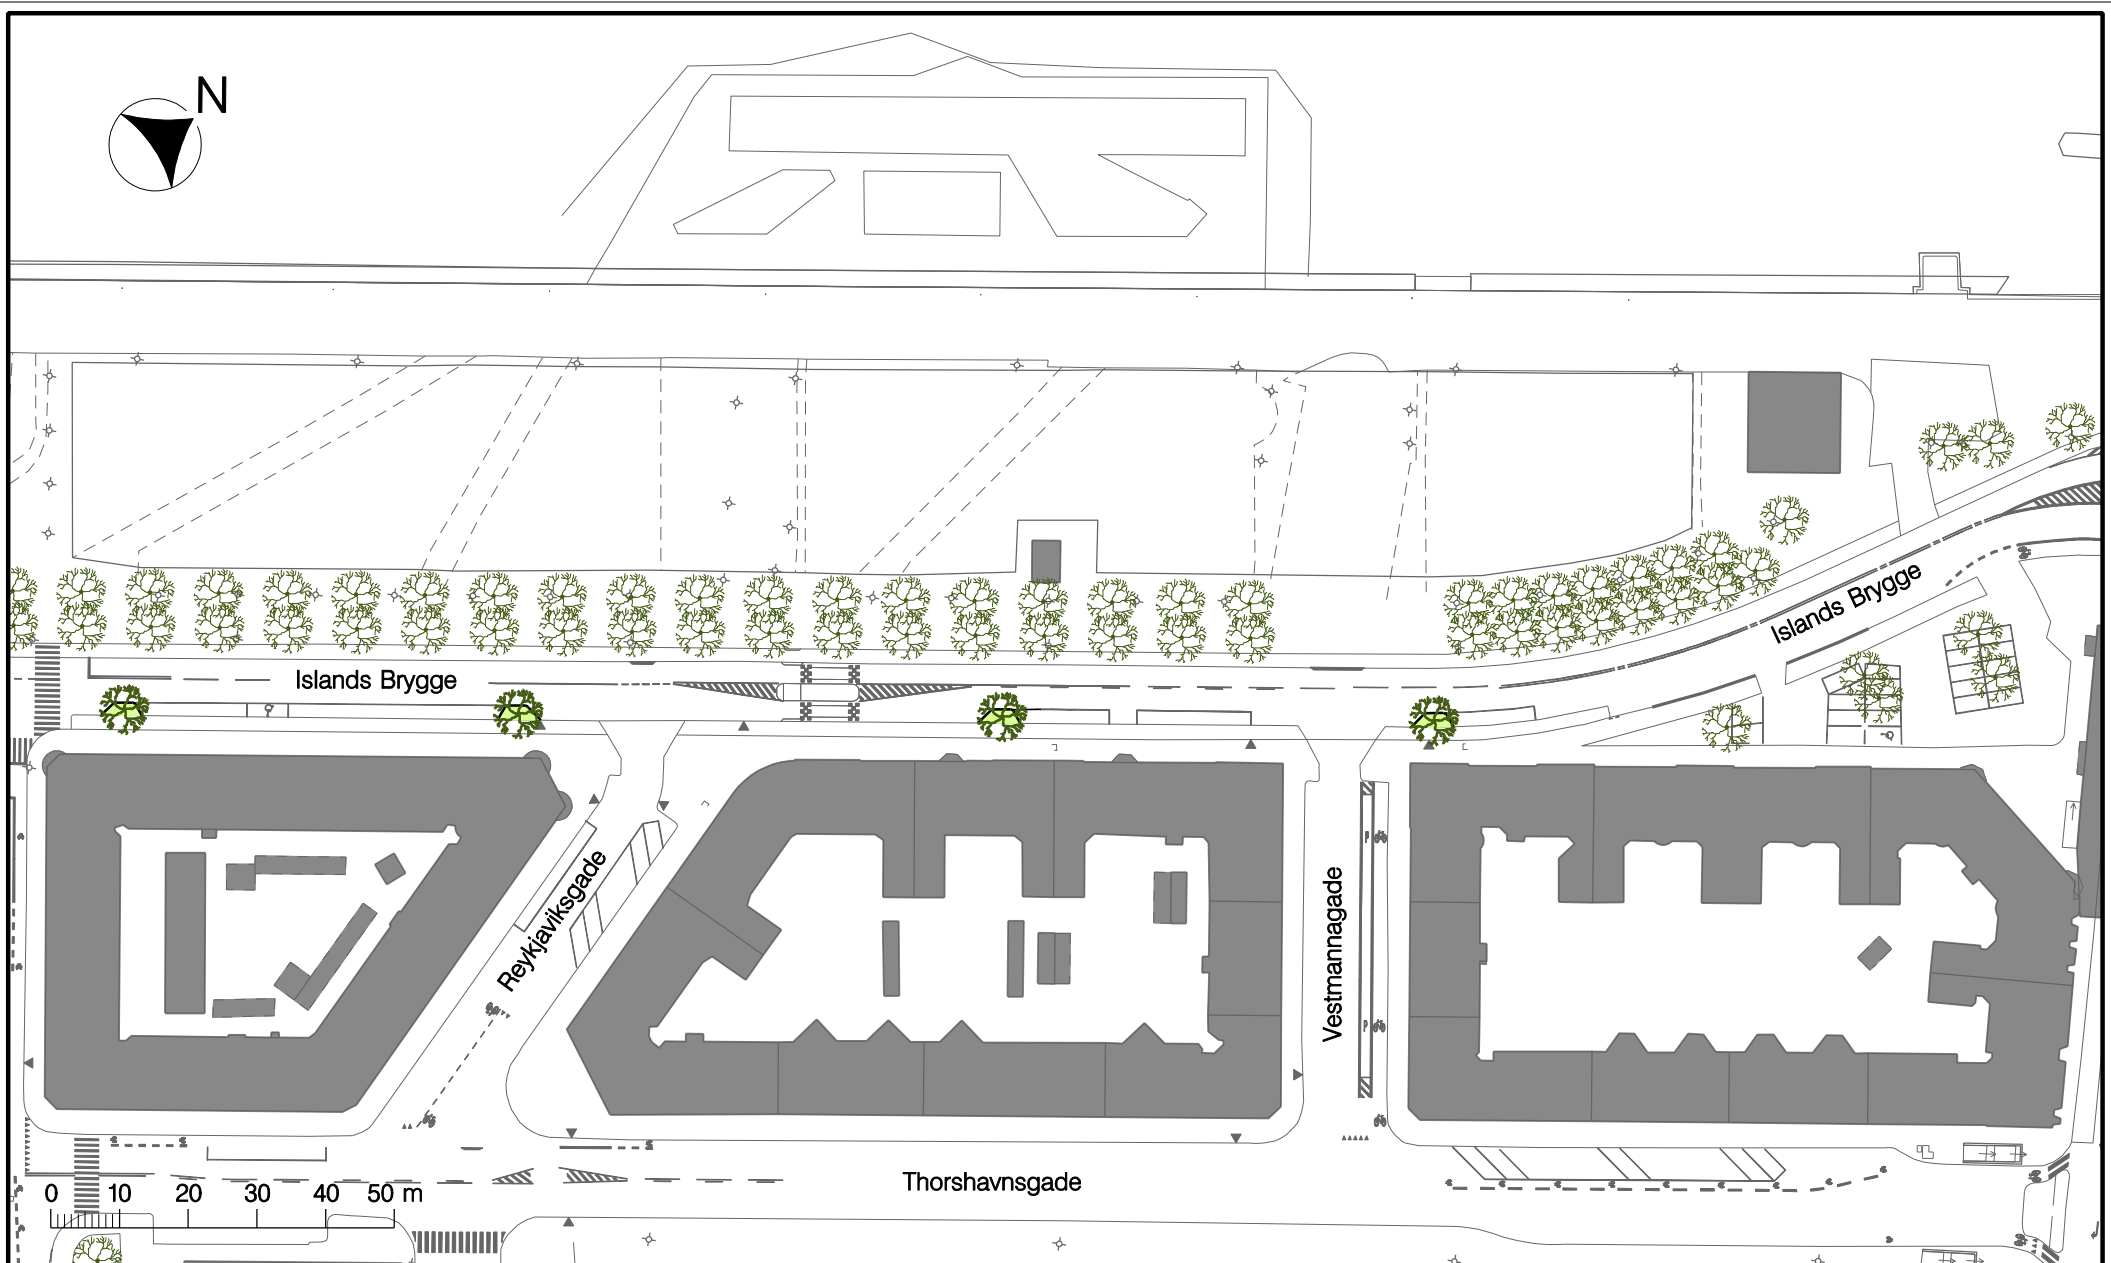 N
Islands Brygge
Islands Brygge
Reykjaviksgade
Vestmannagade
Thorshavnsgade
0 10 20 30 40 50 m